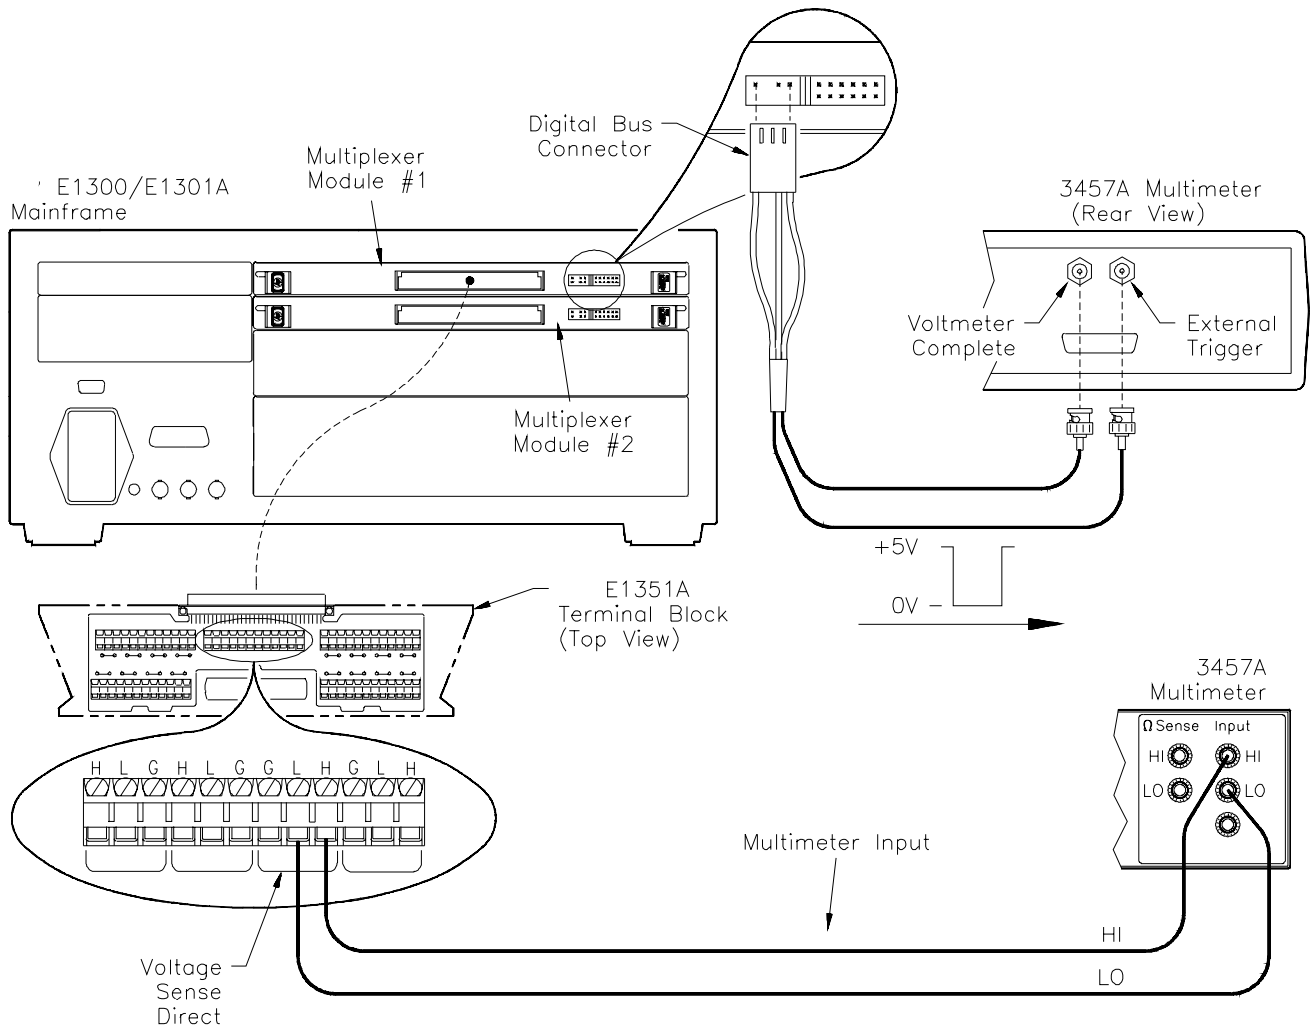 Digital Bus
Connector
Multiplexer
Module #1
' E1300/E1301A
Mainframe
3457A Multimeter
(Rear View)
Voltmeter
Complete
External
Trigger
Multiplexer
Module #2
+5V
0V
E1351A
Terminal Block
(Top View)
3457A
Multimeter
Ω Sense Input
HI HI
LO LO
H L G H L G G L H G L H
Multimeter Input
HI
LO
Voltage
Sense
Direct